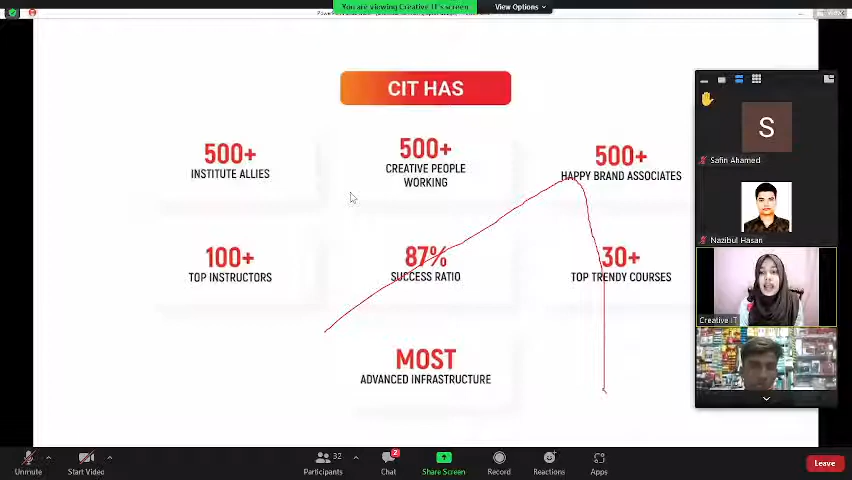 You are viewing Creative IT's screen
View Options
CIT HAS
500+
INSTITUTE ALLIES
500+
CREATIVE PEOPLE
WORKING
500+
HAPPY BRAND ASSOCIATES
100+
TOP INSTRUCTORS
87%
SUCCESS RATIO
30+
TOP TRENDY COURSES
MOST
ADVANCED INFRASTRUCTURE
S
Safin Ahamed
Nazibul Hasan
Creative IT
Unmute
Start Video
32
Participants
2
Chat
Share Screen
Record
Reactions
Apps
Leave